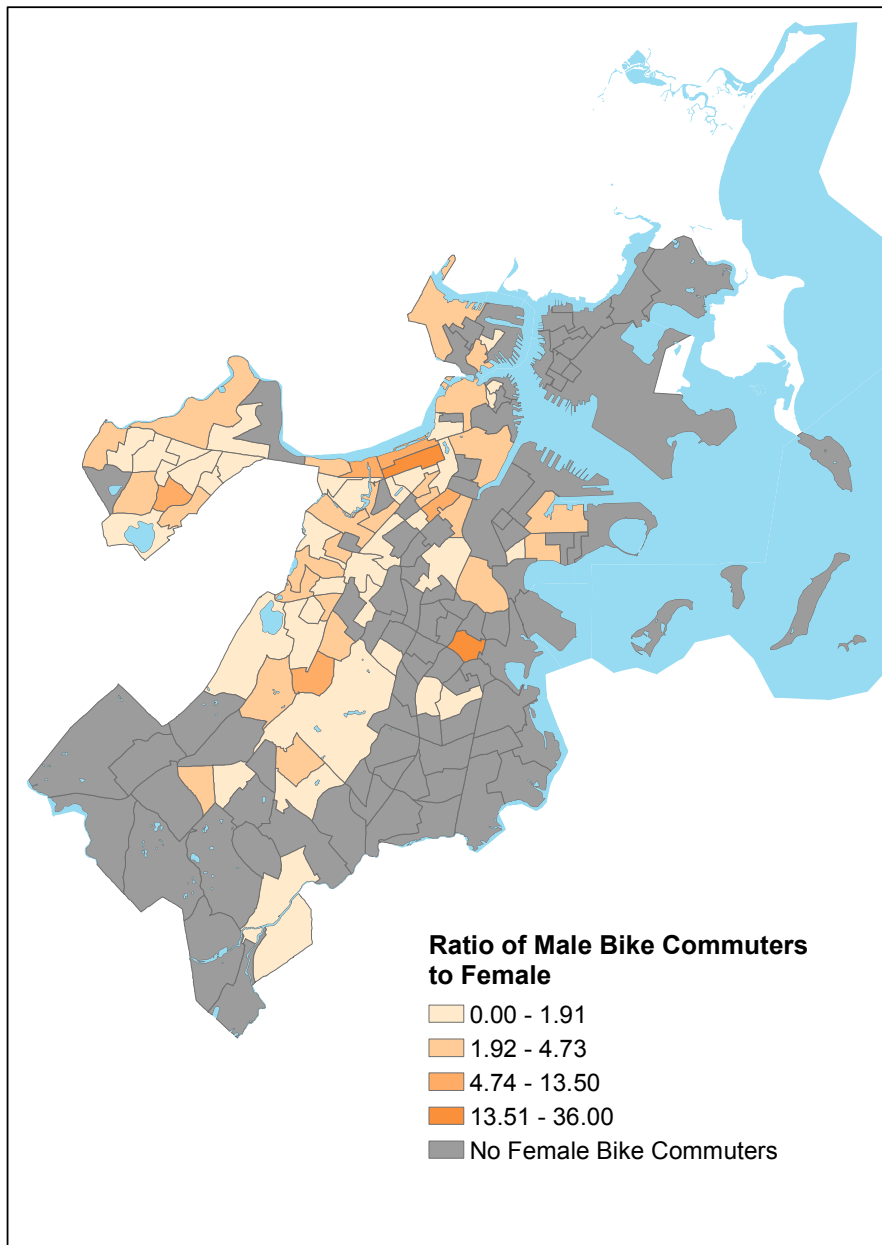 Ratio of Male Bike Commuters
to Female
0.00 - 1.91
1.92 - 4.73
4.74 - 13.50
13.51 - 36.00
No Female Bike Commuters